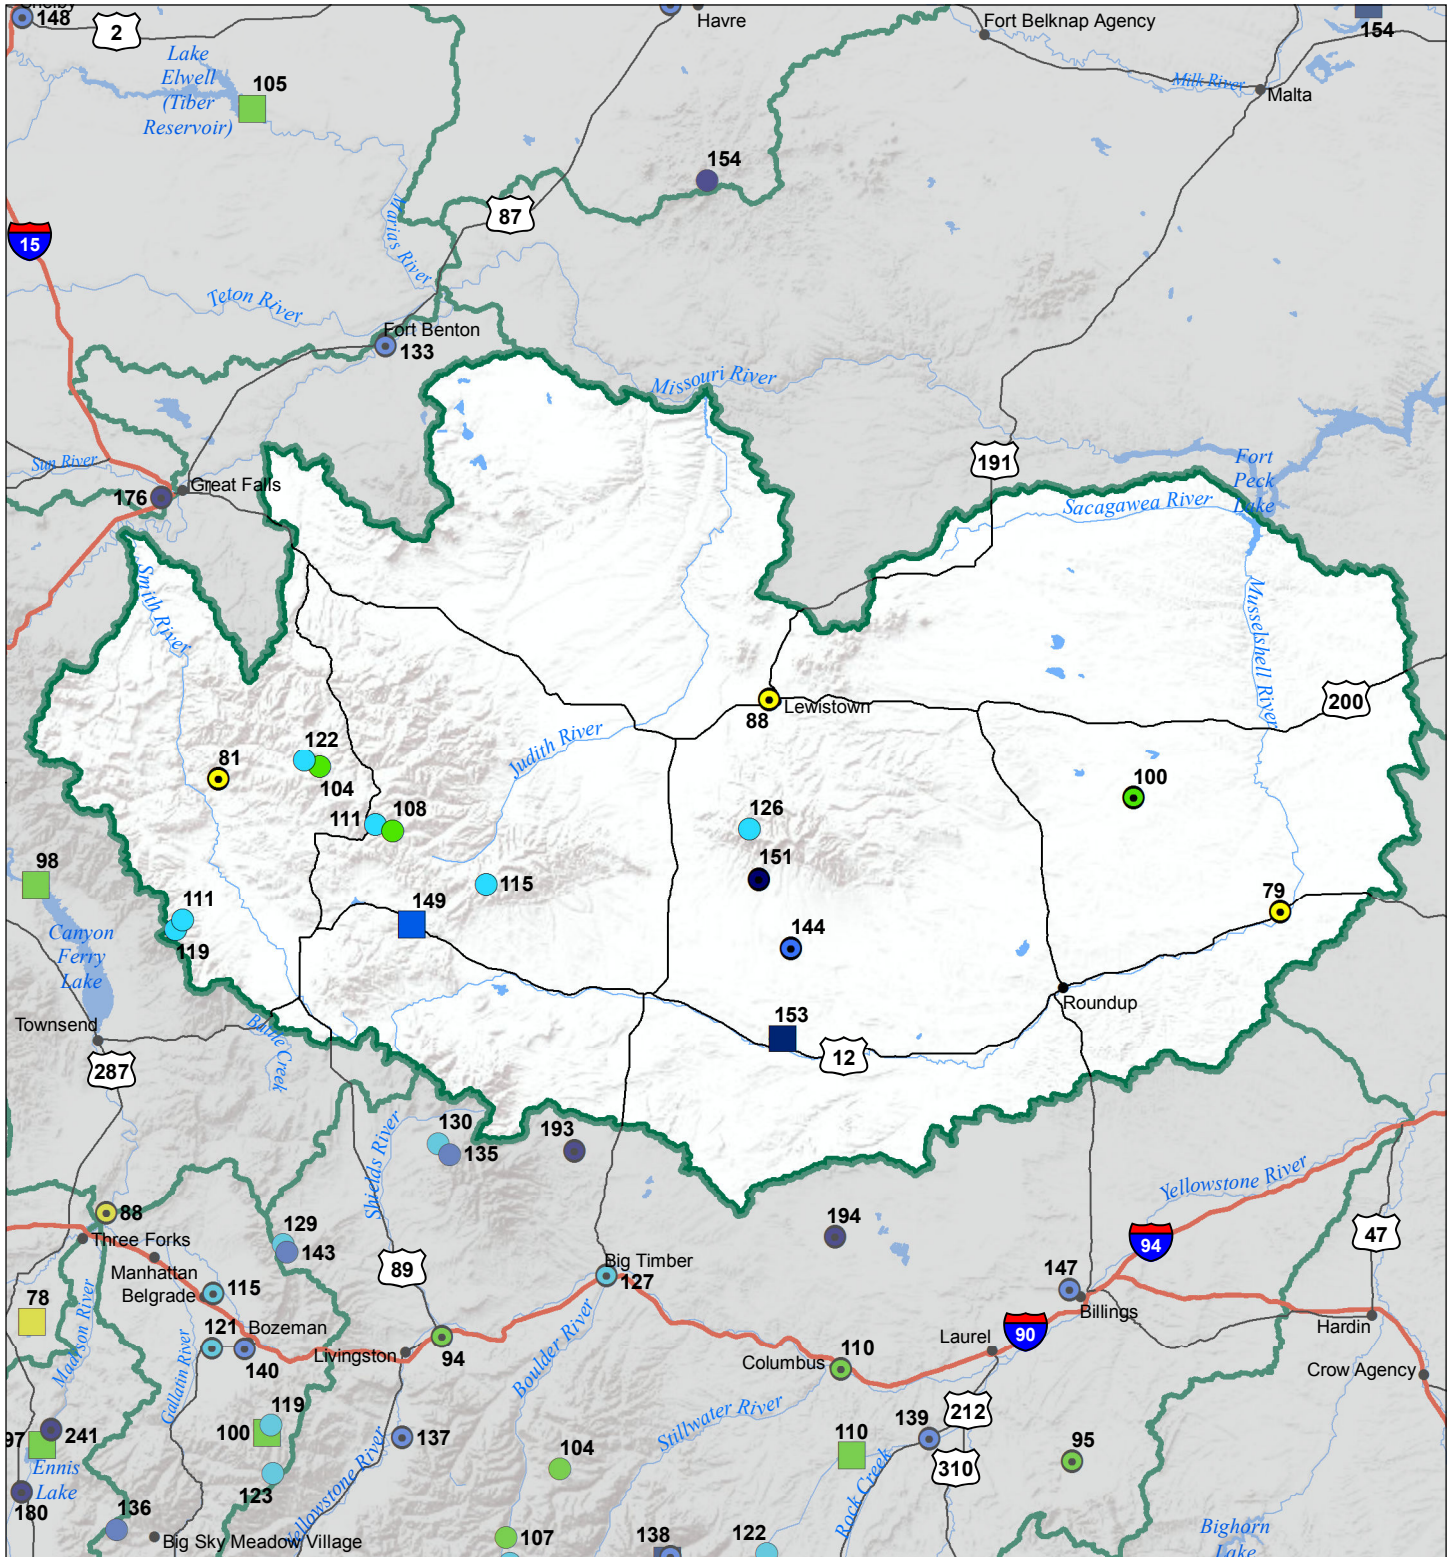 Shelby
148
2
Havre
Fort Belknap Agency
154
Lake
Elwell
(Tiber
Reservoir)
105
Milk River
Malta
154
87
15
Marias River
Teton River
Fort Benton
133
Missouri River
Sun River
Great Falls
176
191
Fort
Peck
Lake
Sacagawea River
Smith River
Musselshell River
200
88
Lewistown
Judith River
122
81
104
100
111
108
126
151
98
115
79
111
149
119
144
Canyon
Ferry
Lake
Roundup
153
12
Townsend
Battle Creek
287
130
135
193
Shields River
Yellowstone River
88
194
Three Forks
129
143
94
47
Manhattan
Belgrade
89
Big Timber
127
147
Billings
115
78
Madison River
121
Bozeman
140
Livingston
94
Boulder River
Laurel
90
Hardin
Columbus
110
Crow Agency
Gallatin River
119
100
Stillwater River
212
97
241
137
104
110
139
95
310
Ennis
Lake
123
Yellowstone River
Rock Creek
180
136
Big Sky Meadow Village
107
138
122
Bighorn
Lake